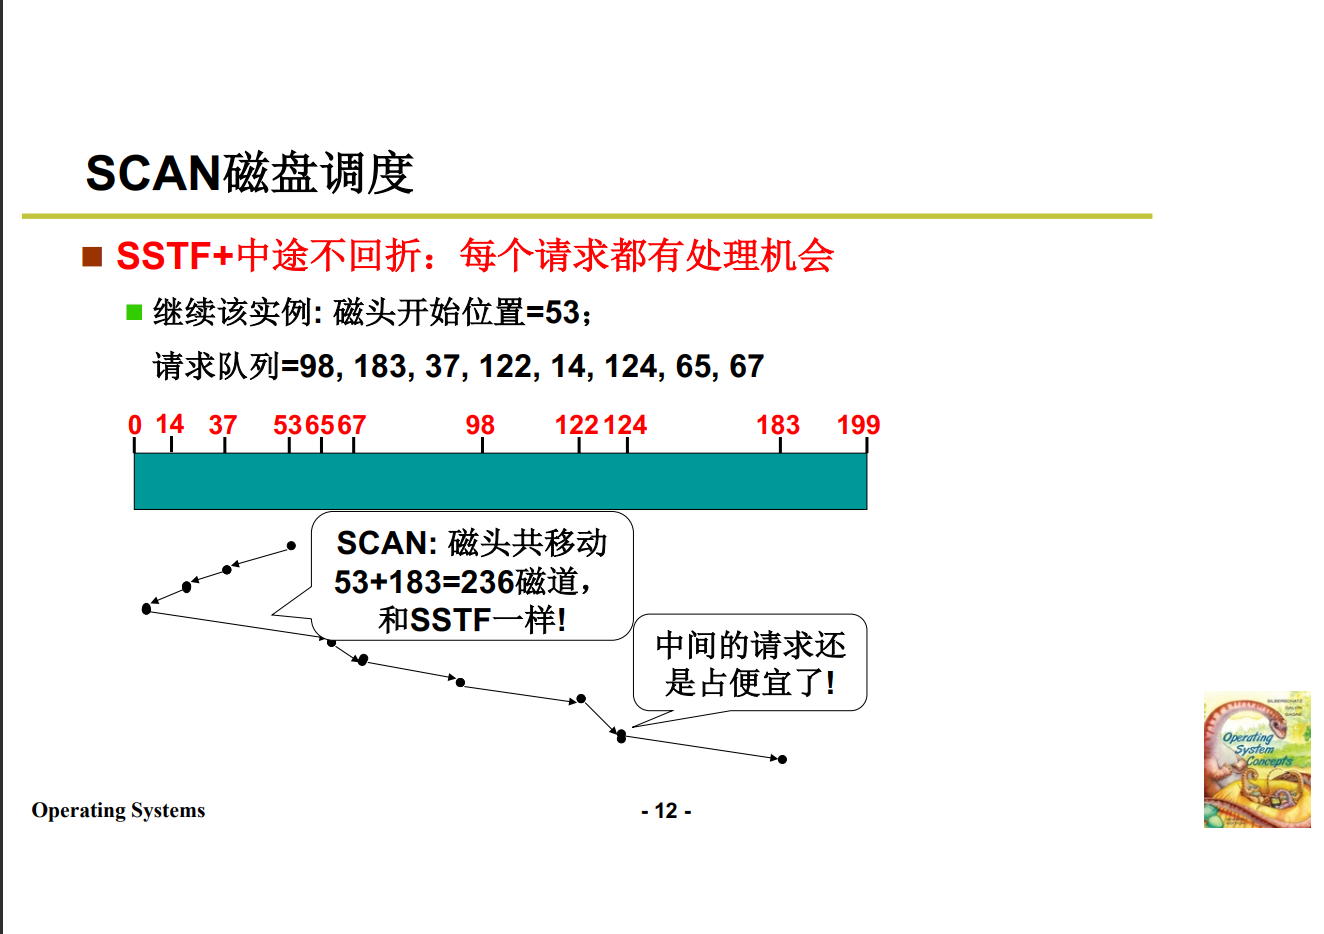 SCAN磁盘调度
SSTF+中途不回折：每个请求都有处理机会
继续该实例: 磁头开始位置=53；
请求队列=98, 183, 37, 122, 14, 124, 65, 67
0 14 37 53 65 67 98 122 124 183 199
SCAN: 磁头共移动
53+183=236磁道，
和SSTF一样!
中间的请求还
是占便宜了!
Operating
System
Concepts
Operating Systems
- 12 -